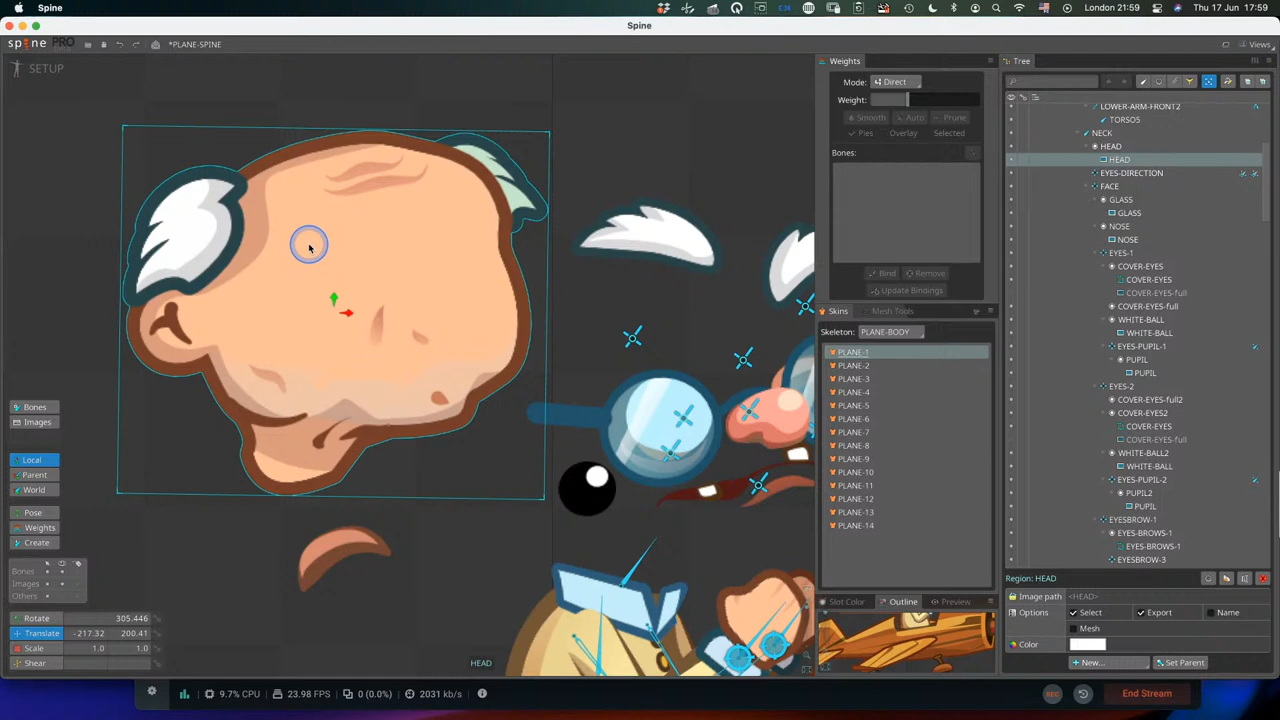 Spine
London 21:59
Thu 17 Jun 17:59
Spine
spine PRO
*PLANE-SPINE
Views
SETUP
Weights
Mode:
Direct
Weight:
Smooth
Auto
Prune
Pies
Overlay
Selected
Bones:
Bind
Remove
Update Bindings
Skins
Mesh Tools
Skeleton:
PLANE-BODY
PLANE-1
PLANE-2
PLANE-3
PLANE-4
PLANE-5
PLANE-6
PLANE-7
PLANE-8
PLANE-9
PLANE-10
PLANE-11
PLANE-12
PLANE-13
PLANE-14
Slot Color
Outline
Preview
Tree
LOWER-ARM-FRONT2
TORSO5
NECK
HEAD
HEAD
EYES-DIRECTION
FACE
GLASS
GLASS
NOSE
NOSE
EYES-1
COVER-EYES
COVER-EYES
COVER-EYES-full
COVER-EYES-full
WHITE-BALL
WHITE-BALL
EYES-PUPIL-1
PUPIL
PUPIL
EYES-2
COVER-EYES-full2
COVER-EYES2
COVER-EYES
COVER-EYES-full
WHITE-BALL2
WHITE-BALL
EYES-PUPIL-2
PUPIL2
PUPIL
EYESBROW-1
EYES-BROWS-1
EYES-BROWS-1
EYESBROW-3
Region: HEAD
Image path
<HEAD>
Options
Select
Export
Name
Mesh
Color
New...
Set Parent
Bones
Images
Local
Parent
World
Pose
Weights
Create
Bones
Images
Others
Rotate 305.446
Translate -217.32 200.41
Scale 1.0 1.0
Shear
HEAD
9.7% CPU
23.98 FPS
0 (0.0%)
2031 kb/s
REC
End Stream